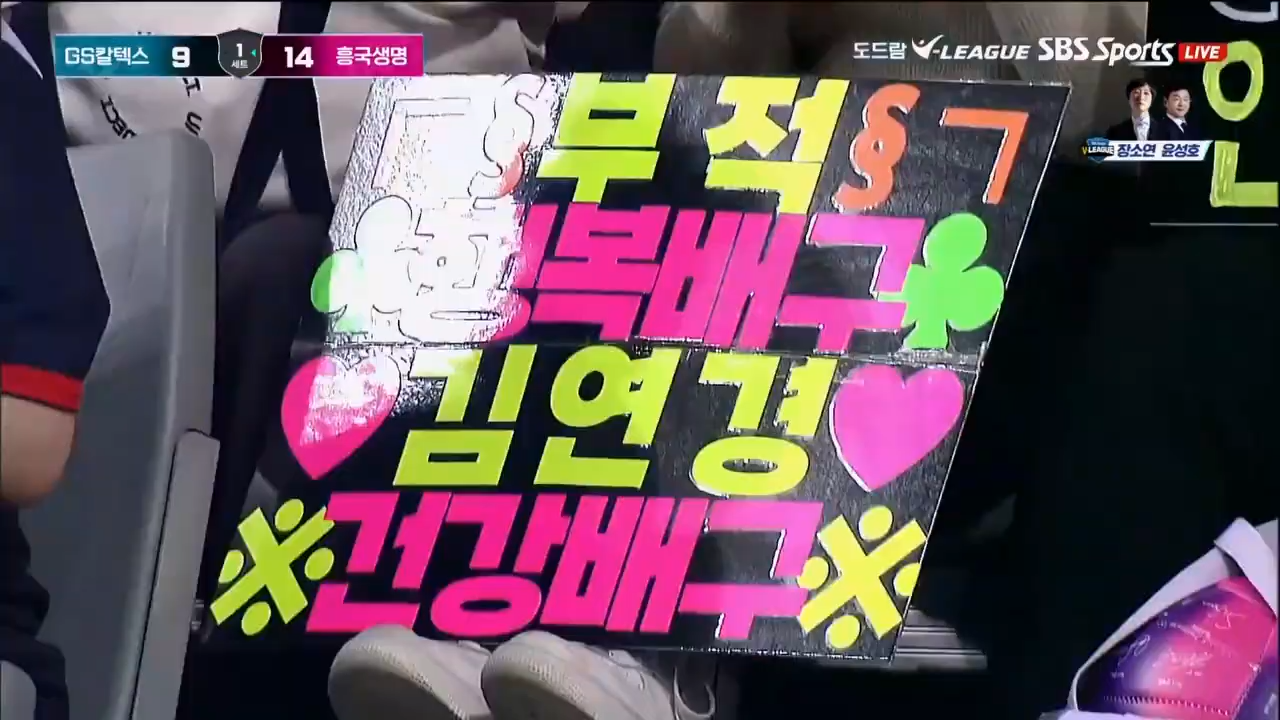 GS칼텍스 9 1 세트 14 흥국생명
도드람 V-LEAGUE SBS Sports LIVE
V-LEAGUE 장소연 윤성호
부적§ㄱ
행복배구
김연경
※건강배구※